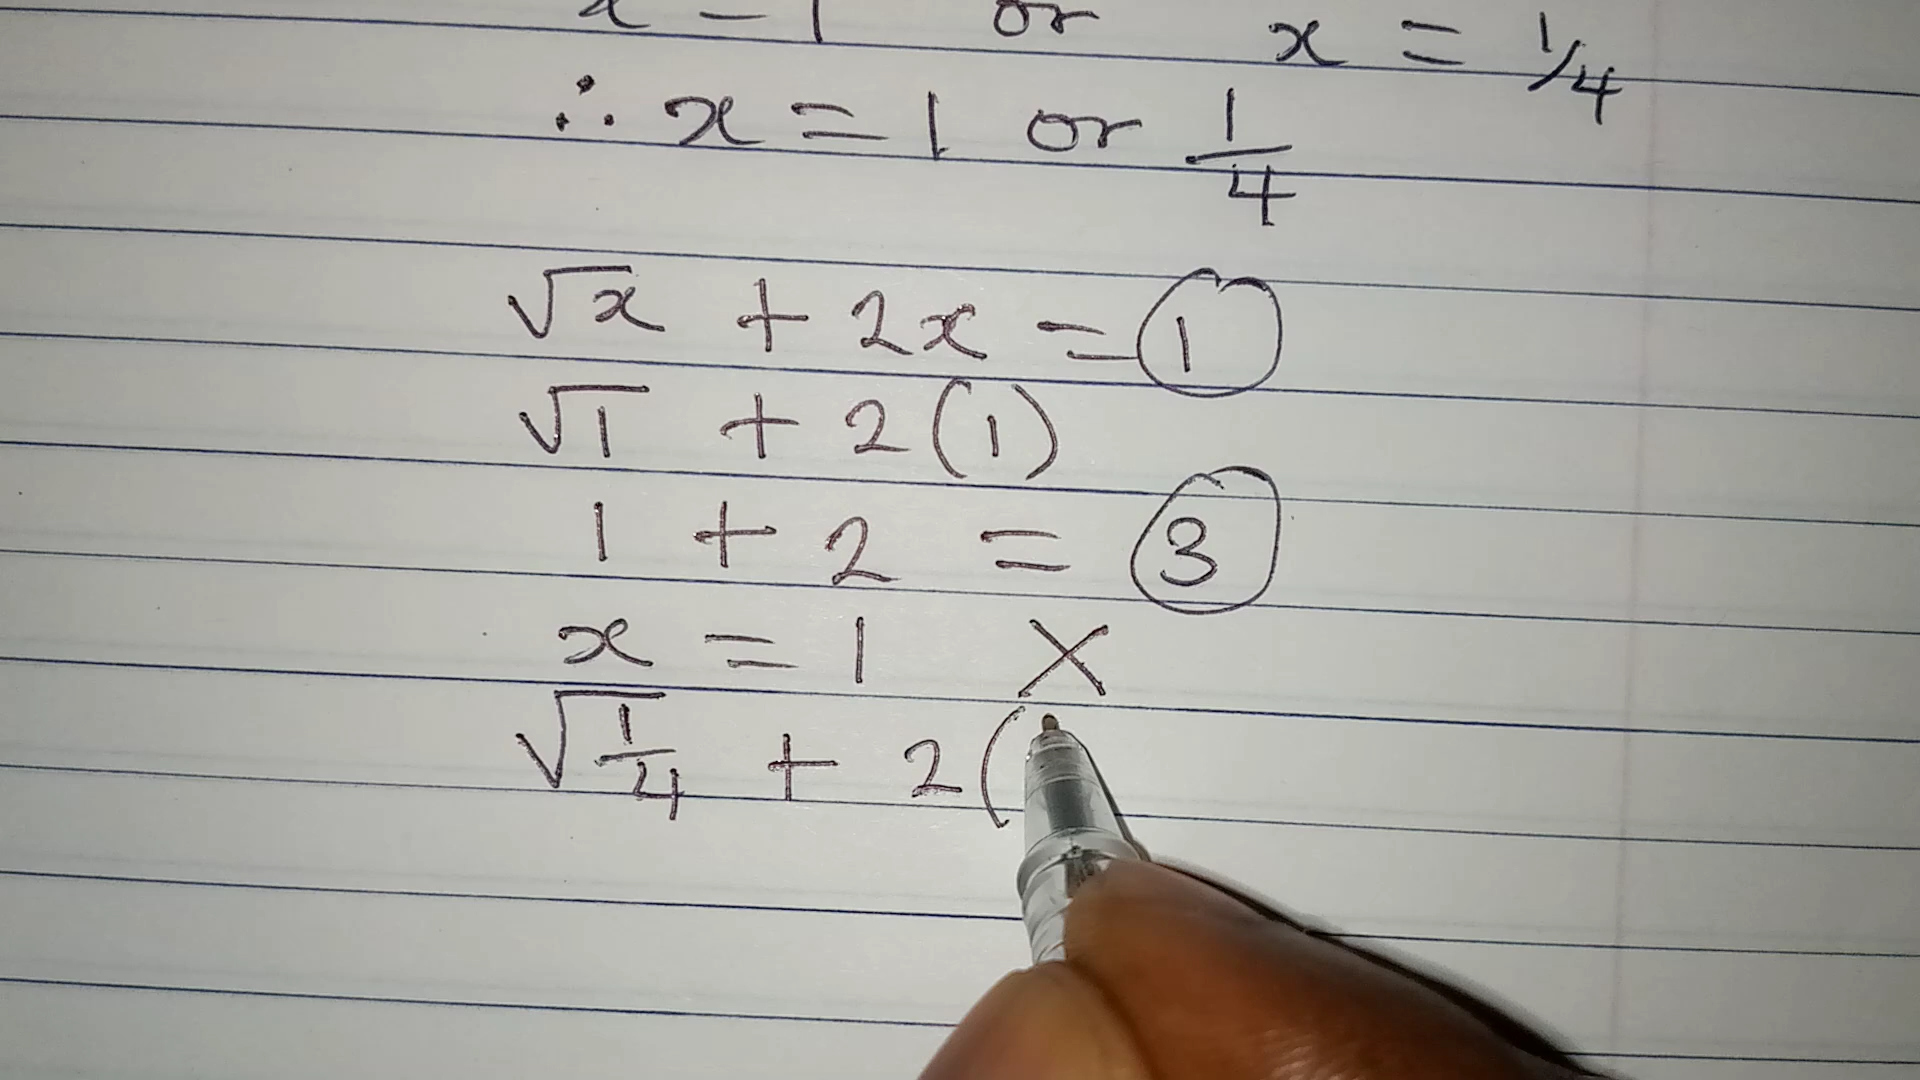 x = 1 or x = 1/4
∴ x = 1 or 1/4
√x + 2x = 1
√1 + 2(1)
1 + 2 = 3
x = 1 X
√1/4 + 2(